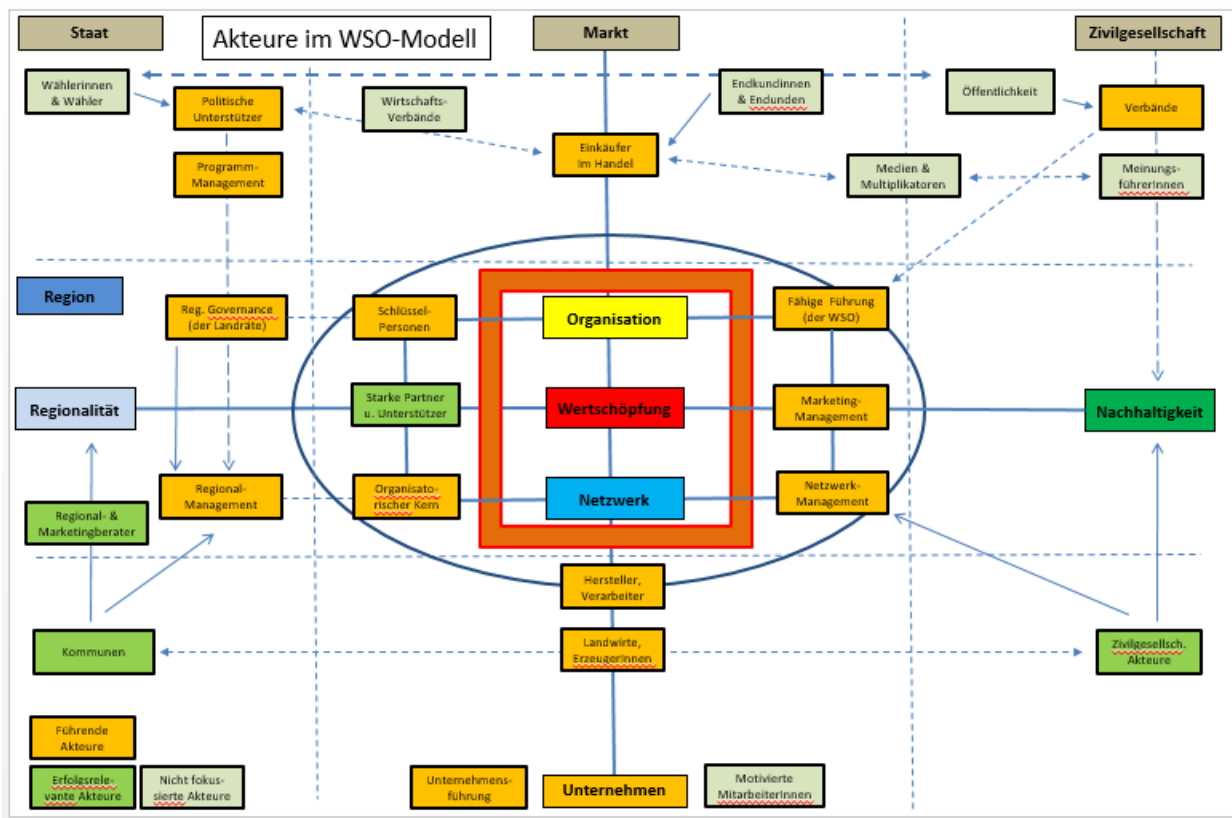 Staat
Akteure im WSO-Modell
Markt
Zivilgesellschaft
Wählerinnen
& Wähler
Politische
Unterstützer
Wirtschafts-
Verbände
Endkundinnen
& Endunden
Öffentlichkeit
Verbände
Einkäufer
im Handel
Programm-
Management
Medien &
Multiplikatoren
Meinungs-
führerInnen
Region
Reg. Governance
(der Landräte)
Schlüssel-
Personen
Organisation
Fähige Führung
(der WSO)
Regionalität
Starke Partner
u. Unterstützer
Wertschöpfung
Marketing-
Management
Nachhaltigkeit
Regional-
Management
Organisato-
rischer Kern
Netzwerk
Netzwerk-
Management
Regional- &
Marketingberater
Hersteller,
Verarbeiter
Kommunen
Landwirte,
ErzeugerInnen
Zivilgesellsch.
Akteure
Führende
Akteure
Erfolgsrele-
vante Akteure
Nicht fokus-
sierte Akteure
Unternehmens-
führung
Unternehmen
Motivierte
MitarbeiterInnen